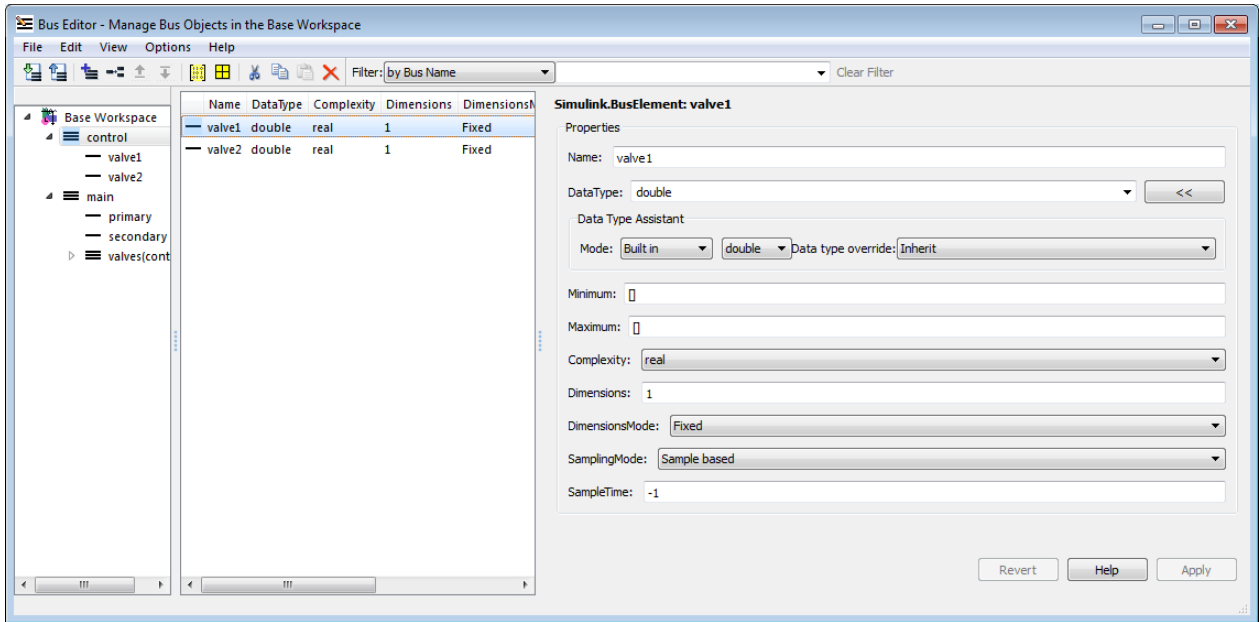 Bus Editor - Manage Bus Objects in the Base Workspace
File Edit View Options Help
Filter: by Bus Name Clear Filter
Base Workspace
control
valve1
valve2
main
primary
secondary
valves(cont
Name DataType Complexity Dimensions DimensionsM
valve1 double real 1 Fixed
valve2 double real 1 Fixed
Simulink.BusElement: valve1
Properties
Name: valve1
DataType: double <<
Data Type Assistant
Mode: Built in double Data type override: Inherit
Minimum: []
Maximum: []
Complexity: real
Dimensions: 1
DimensionsMode: Fixed
SamplingMode: Sample based
SampleTime: -1
Revert Help Apply